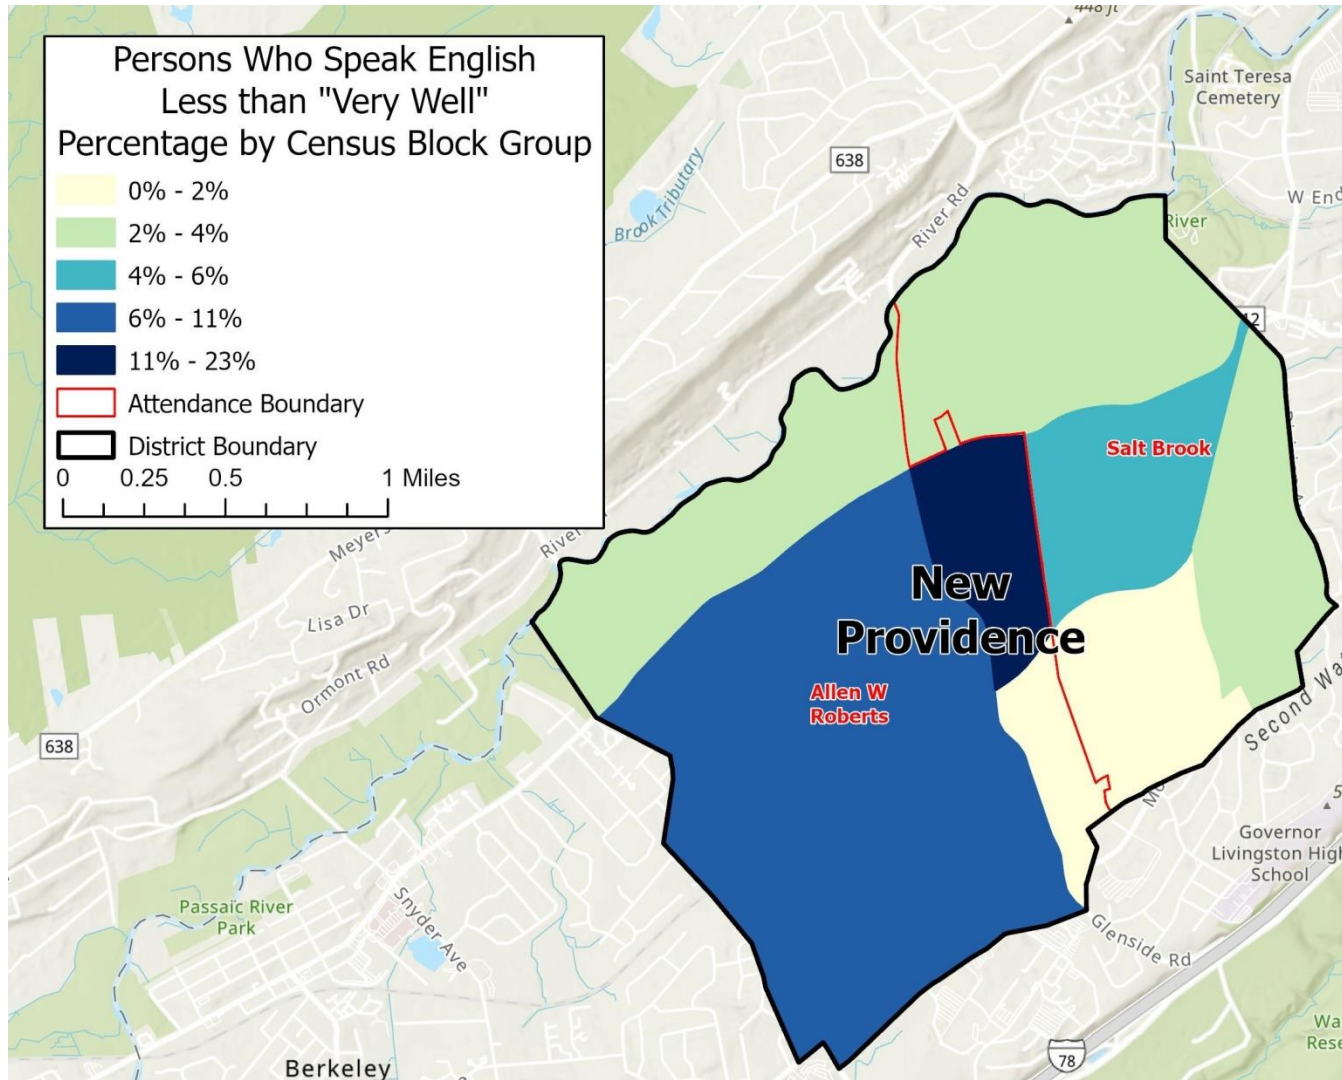 Persons Who Speak English
Less than "Very Well"
Percentage by Census Block Group
0% - 2%
2% - 4%
4% - 6%
6% - 11%
11% - 23%
Attendance Boundary
District Boundary
0 0.25 0.5 1 Miles
448 ft
Saint Teresa
Cemetery
638
Brook Tributary
River Rd
W End
River
Salt Brook
Lisa Dr
Ormont Rd
New
Providence
Allen W
Roberts
638
Governor
Livingston High
School
Passaic River
Park
Snyder Ave
Glenside Rd
78
Berkeley